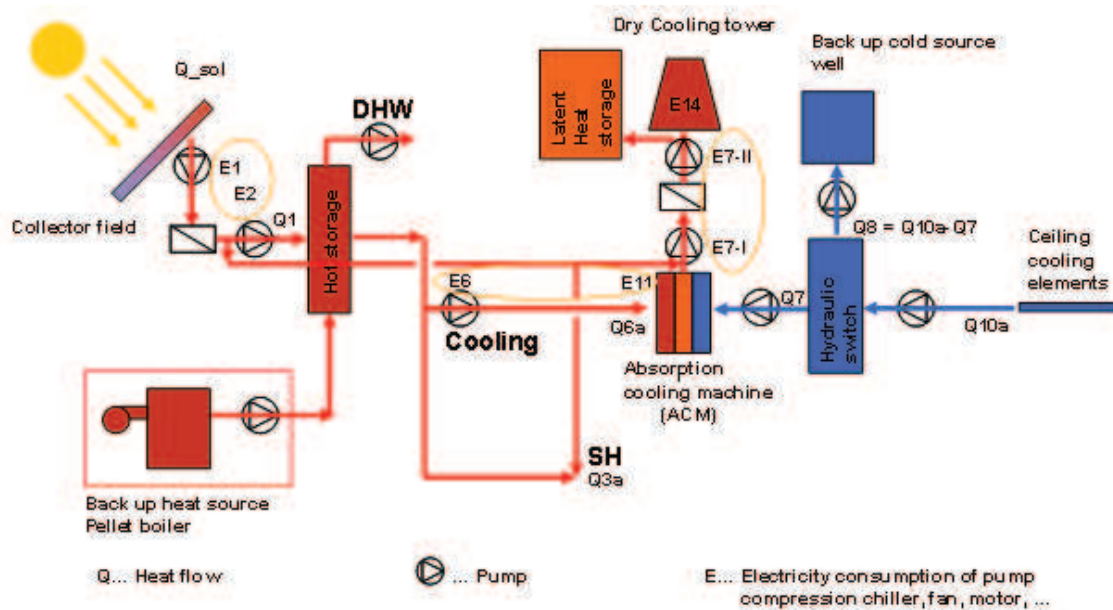 Dry Cooling tower
Back up cold source
well
Q_sol
DHW
Latent
Heat
storage
E14
E1
E2
E7-II
Collector field
Q1
Hot storage
E7-I
Q8 = Q10a-Q7
Ceiling
cooling
elements
E6
E11
Q7
Hydraulic
switch
Q6a
Q10a
Cooling
Absorption
cooling machine
(ACM)
SH
Q3a
Back up heat source
Pellet boiler
Q... Heat flow
... Pump
E... Electricity consumption of pump
compression chiller, fan, motor, ...